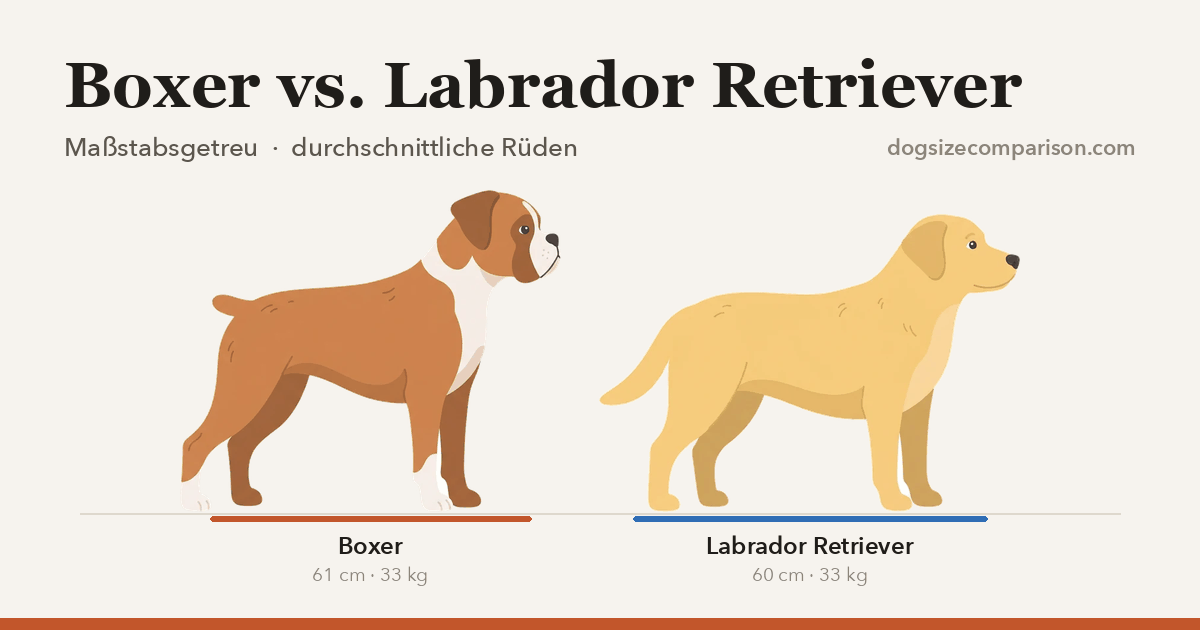 Boxer vs. Labrador Retriever
Maßstabsgetreu · durchschnittliche Rüden
dogsizecomparison.com
Boxer
61 cm · 33 kg
Labrador Retriever
60 cm · 33 kg